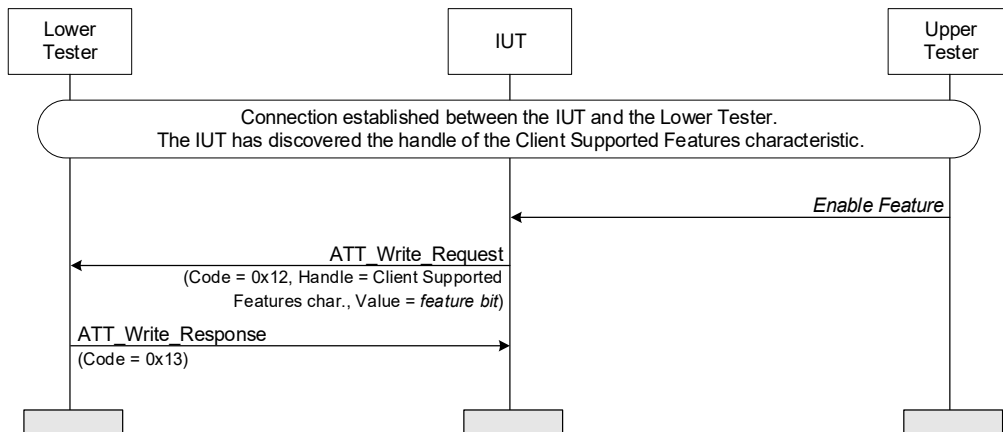 Lower
Tester
IUT
Upper
Tester
Connection established between the IUT and the Lower Tester.
The IUT has discovered the handle of the Client Supported Features characteristic.
Enable Feature
ATT_Write_Request
(Code = 0x12, Handle = Client Supported
Features char., Value = feature bit)
ATT_Write_Response
(Code = 0x13)